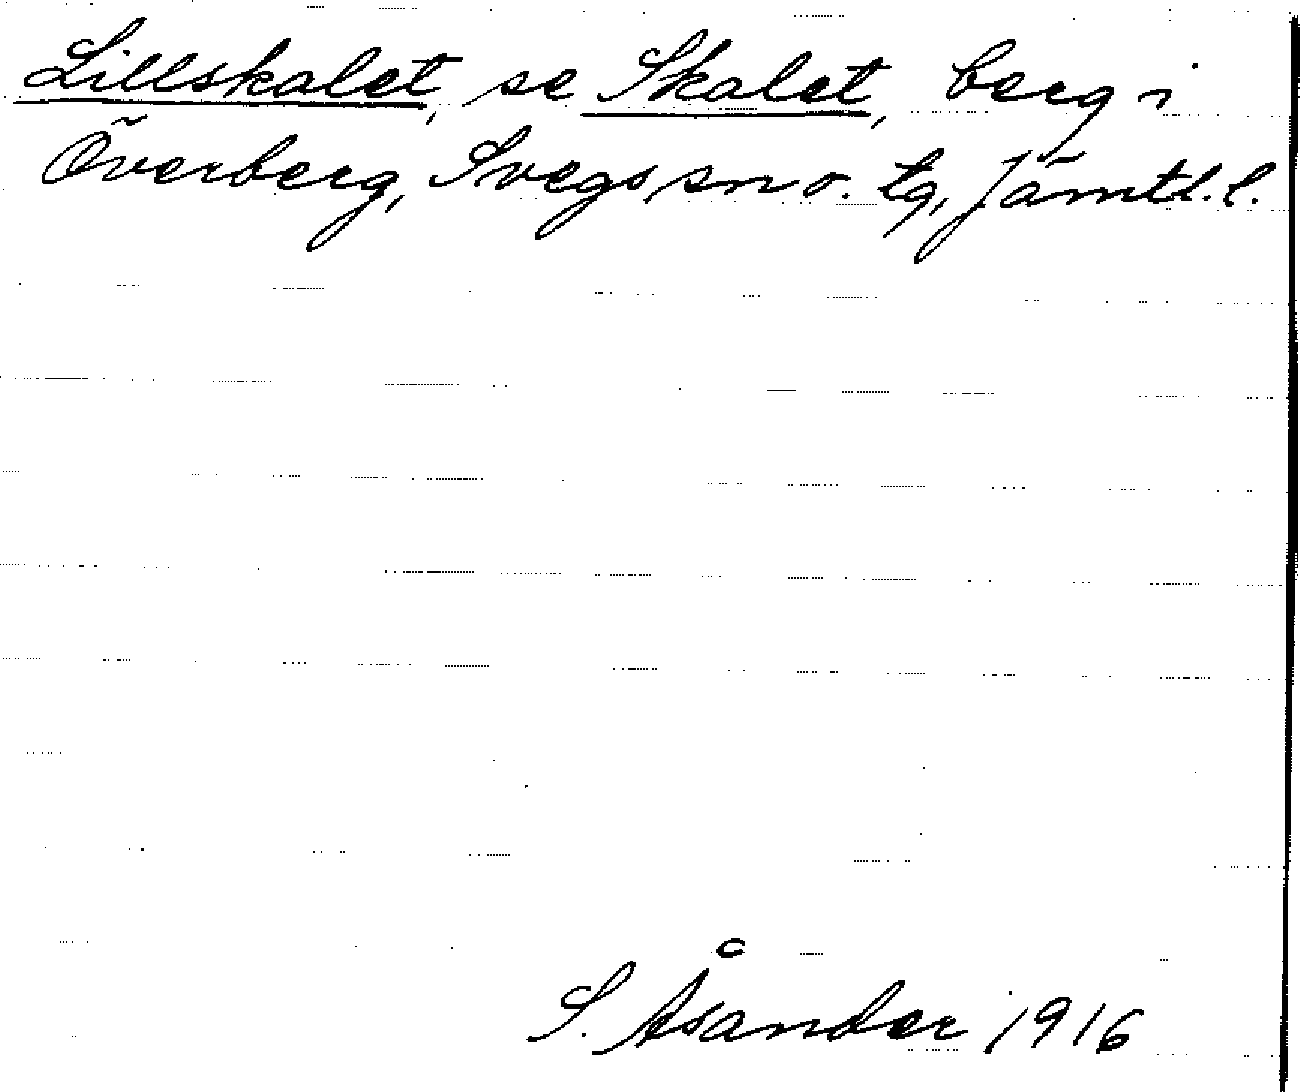 Lillskalet, se Skalet, berg i
Överberg, Svegs sn o. tg, Jämtl. l.
S. Åsander 1916